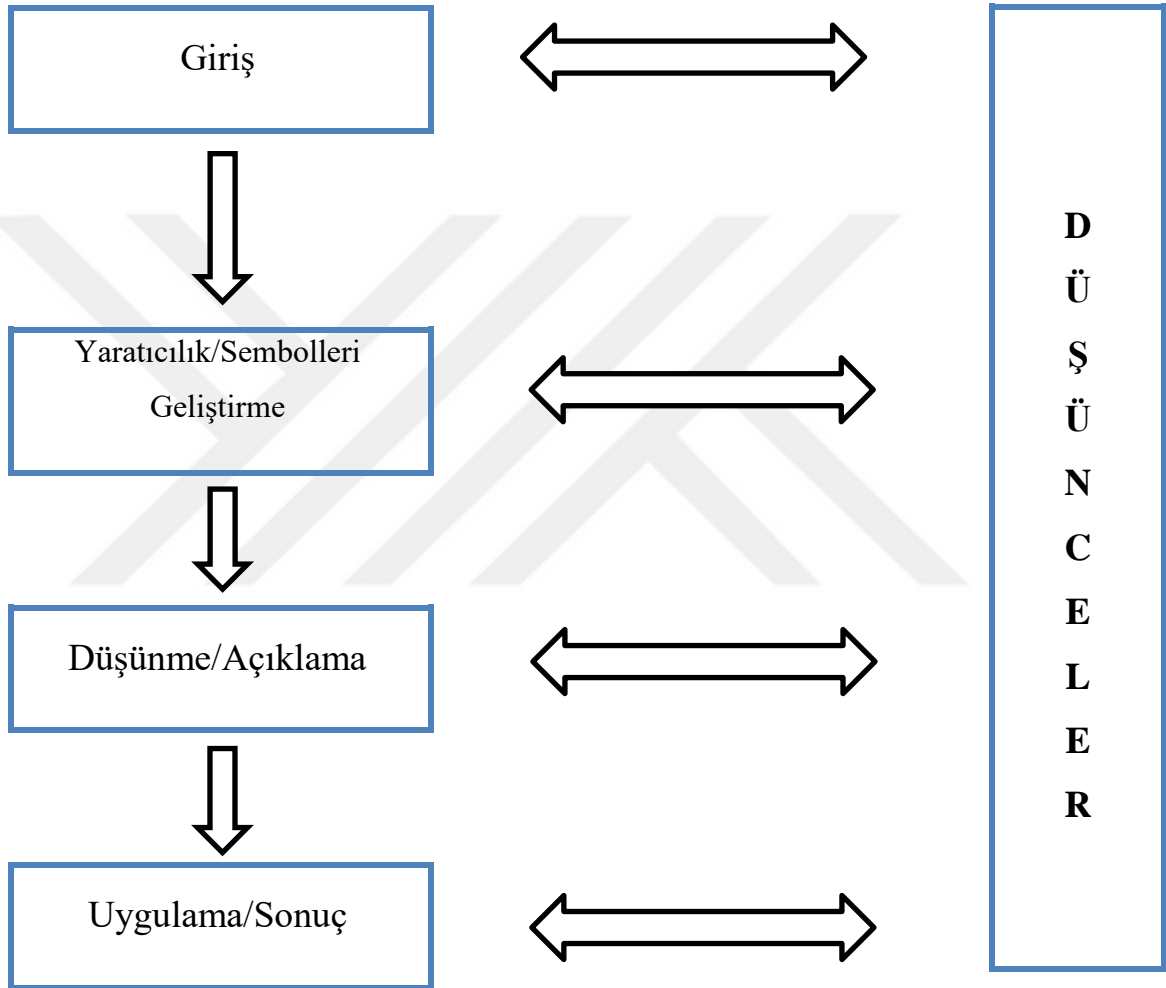 Giriş
Yaratıcılık/Sembolleri
Geliştirme
Düşünme/Açıklama
Uygulama/Sonuç
D
Ü
Ş
Ü
N
C
E
L
E
R